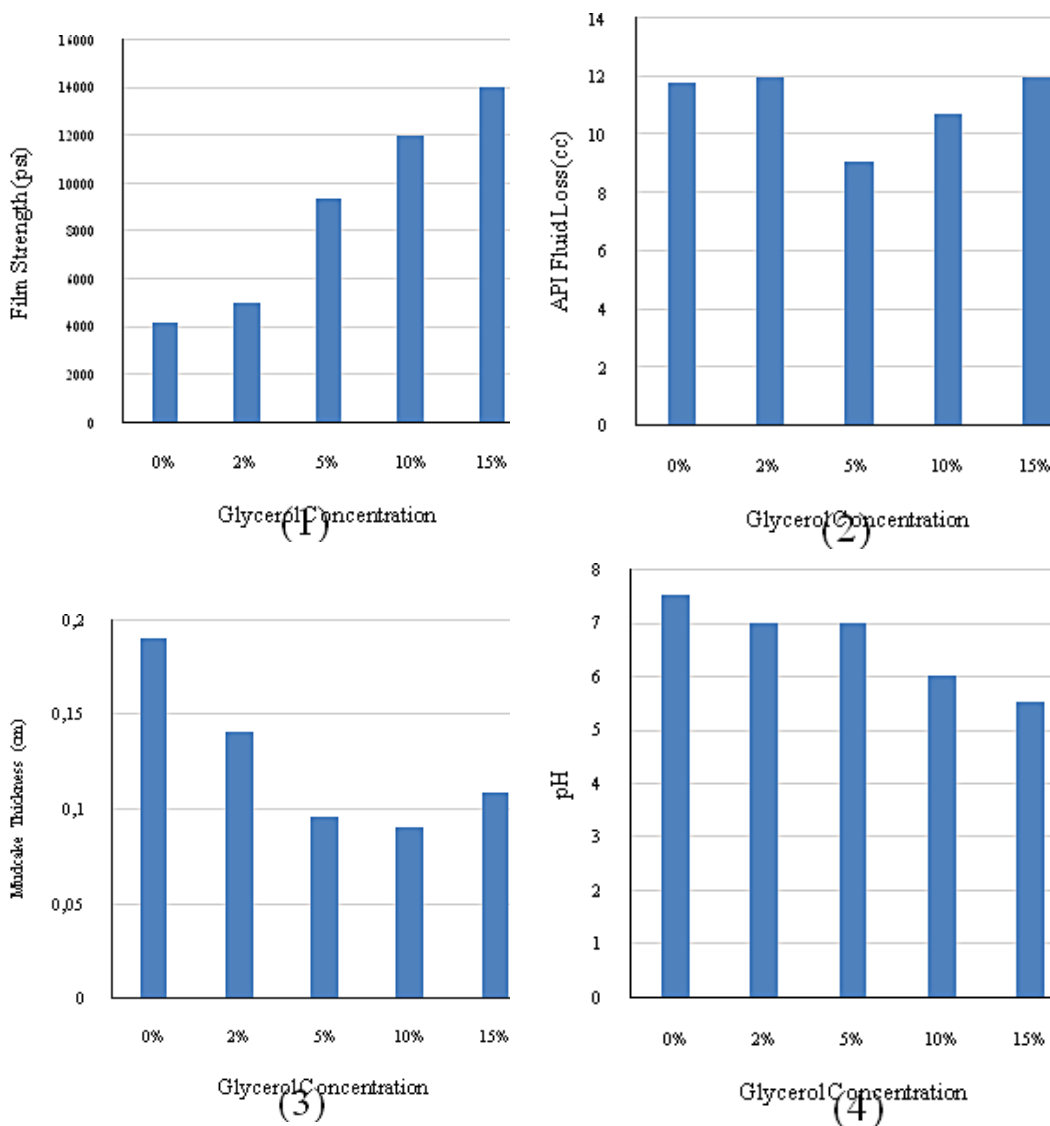 Film Strength (psi)
16000
14000
12000
10000
8000
6000
4000
2000
0
0% 2% 5% 10% 15%
Glycerol Concentration
(1)
API Fluid Loss (cc)
14
12
10
8
6
4
2
0
0% 2% 5% 10% 15%
Glycerol Concentration
(2)
Mudcake Thickness (cm)
0,2
0,15
0,1
0,05
0
0% 2% 5% 10% 15%
Glycerol Concentration
(3)
pH
8
7
6
5
4
3
2
1
0
0% 2% 5% 10% 15%
Glycerol Concentration
(4)